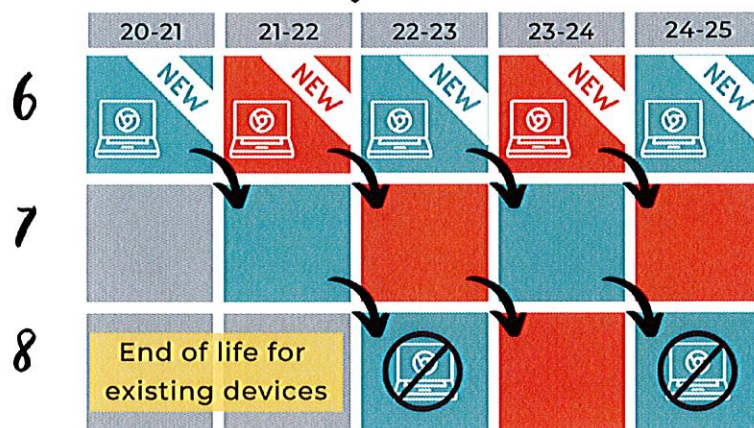 20-21 21-22 22-23 23-24 24-25
6 NEW NEW NEW NEW NEW
7
8
End of life for
existing devices